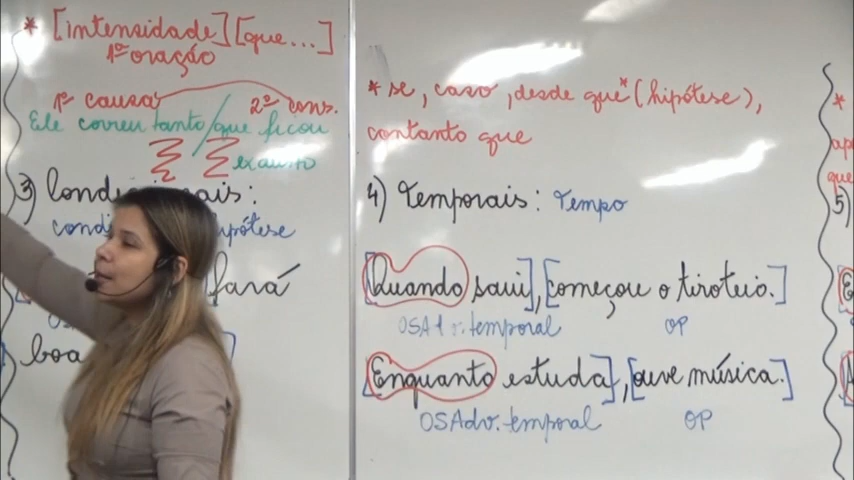 * [intensidade][que...]
1ª oração
1ª causa 2ª cons.
Ele correu tanto/que ficou
exausto
3) Condicionais:
hipótese
fará
boa
* se, caso, desde que* (hipótese),
contanto que
4) Temporais: Tempo
[Quando saui], [começou o tiroteio.]
OSAdv. temporal OP
[Enquanto estuda], [ouve música.]
OSAdv. temporal OP
*
que
5)